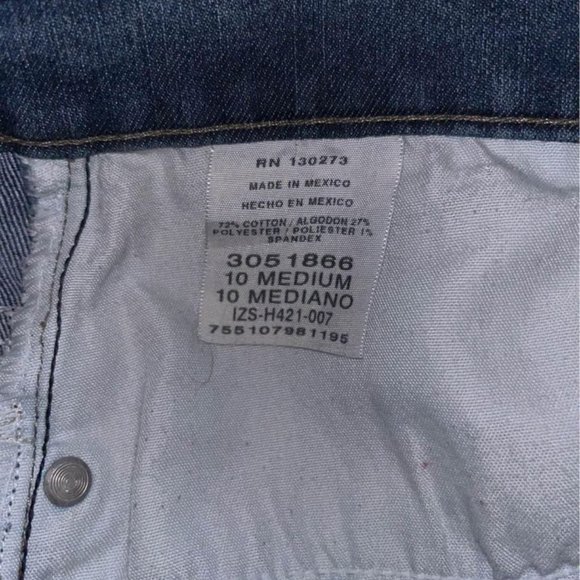 RN 130273
MADE IN MEXICO
HECHO EN MEXICO
72% COTTON / ALGODON 27%
POLYESTER / POLIESTER 1%
SPANDEX
3051866
10 MEDIUM
10 MEDIANO
IZS-H421-007
755107981195